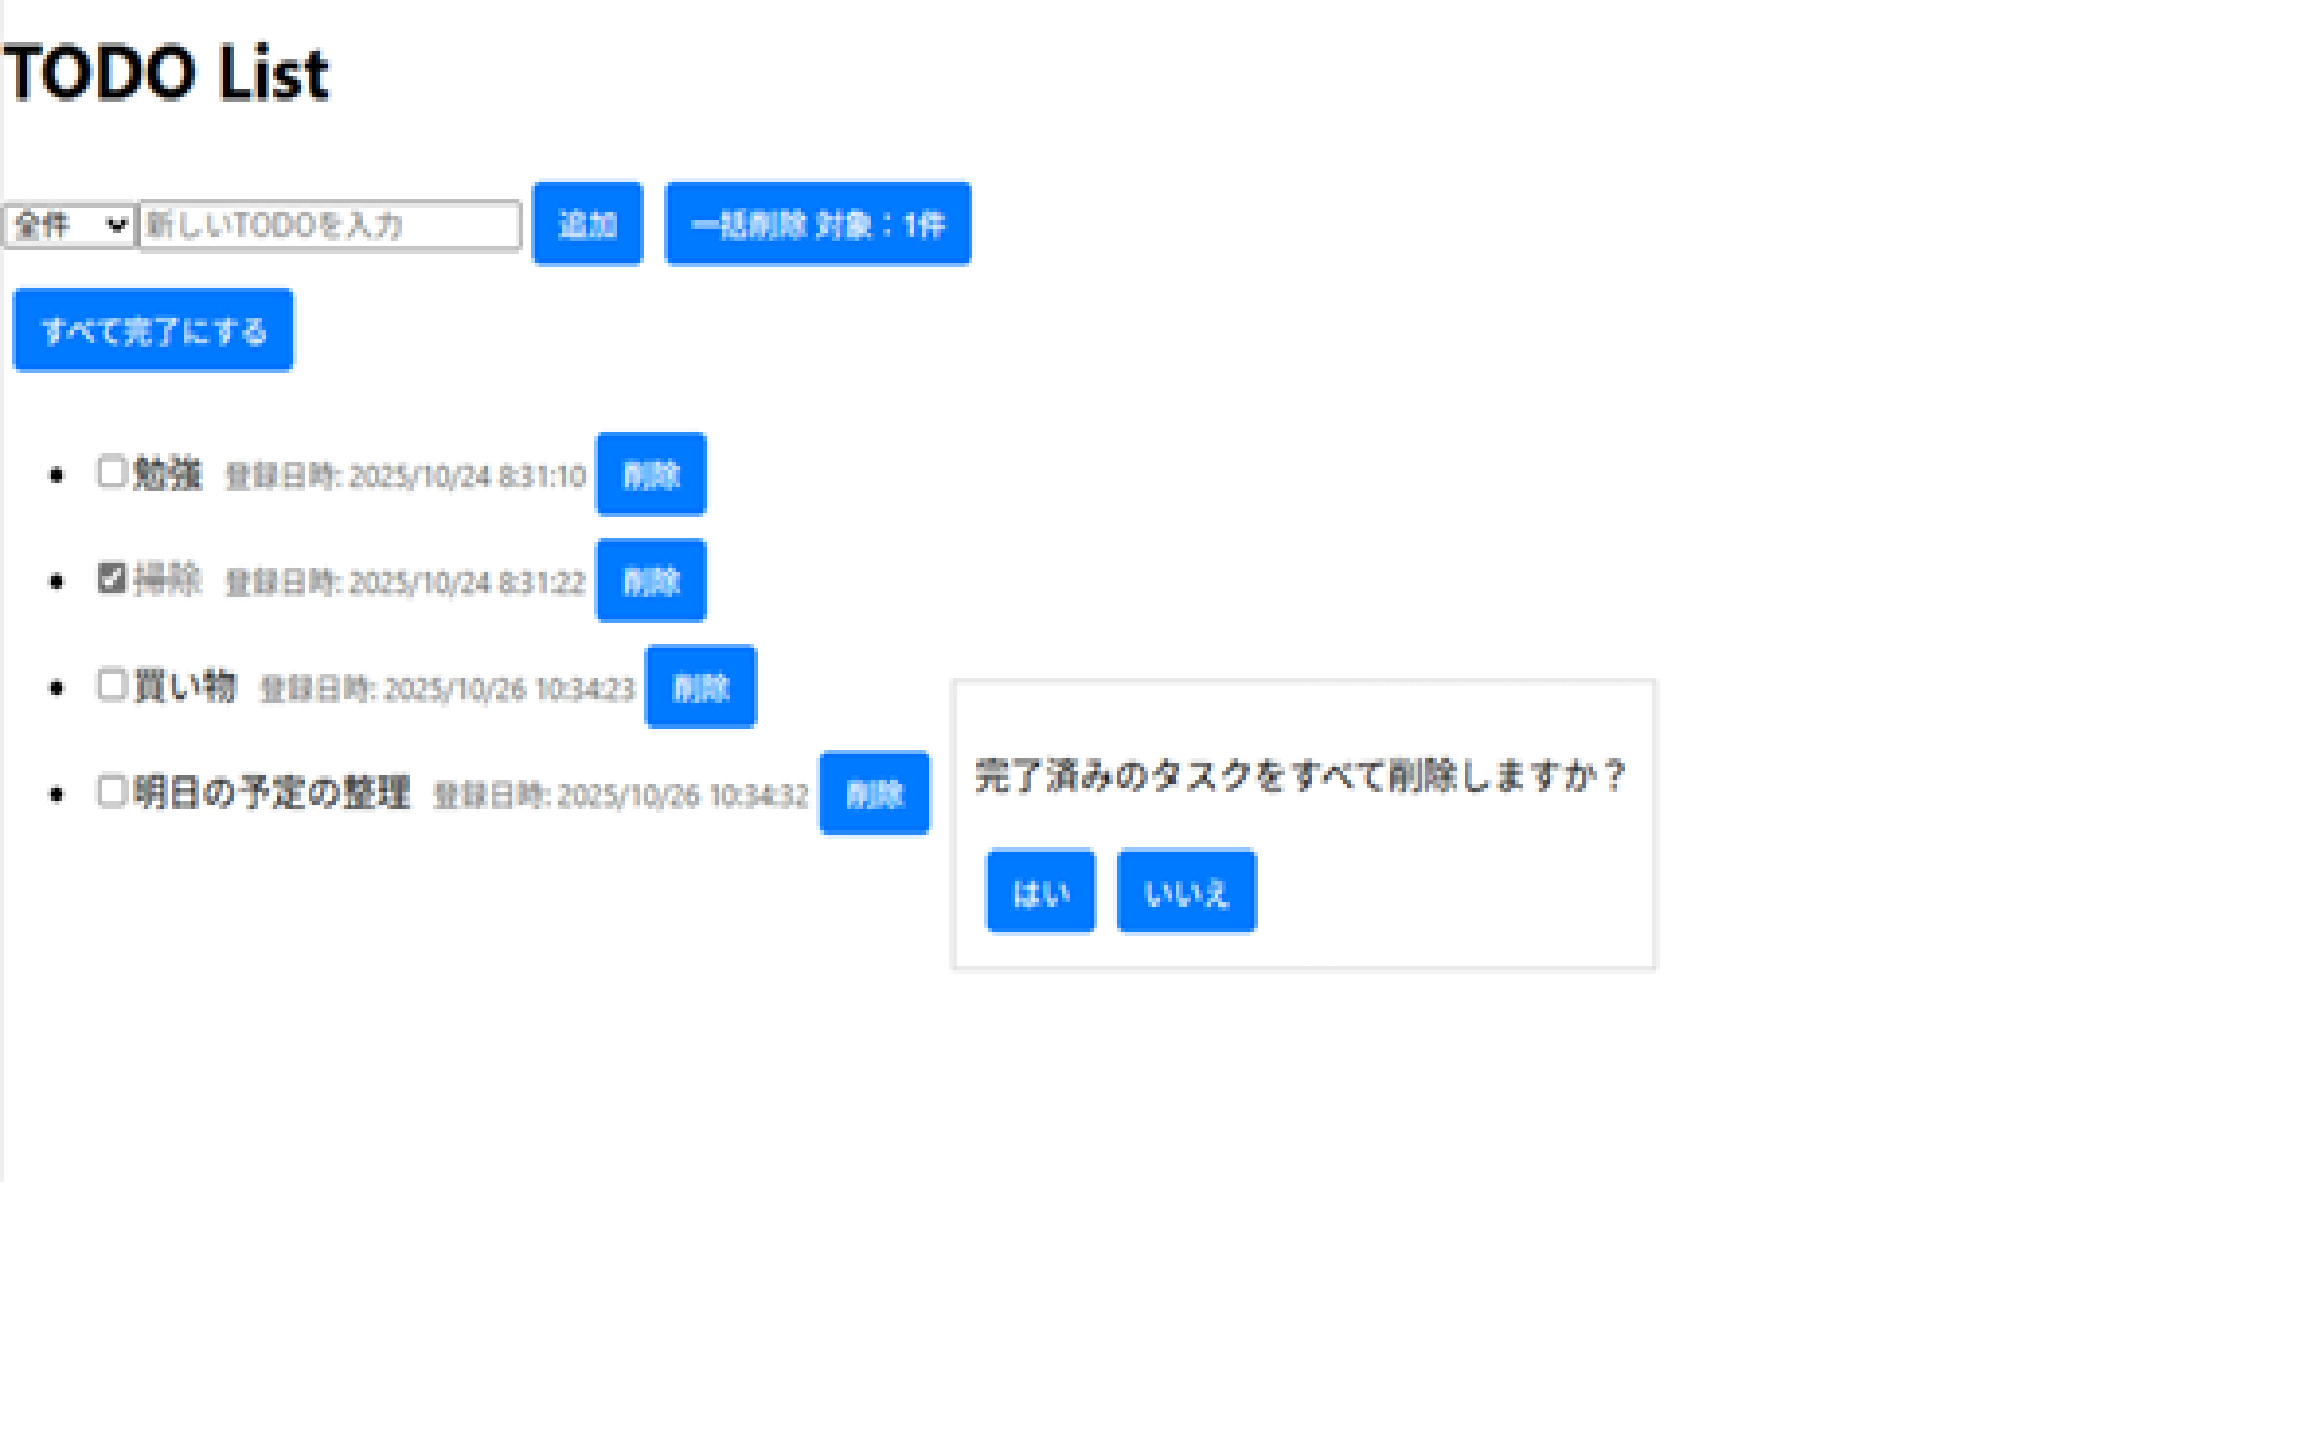 TODO List
全件 新しいTODOを入力 追加 一括削除 対象：1件
すべて完了にする
勉強 登録日時: 2025/10/24 8:31:10 削除
掃除 登録日時: 2025/10/24 8:31:22 削除
買い物 登録日時: 2025/10/26 10:34:23 削除
明日の予定の整理 登録日時: 2025/10/26 10:34:32 削除
完了済みのタスクをすべて削除しますか？
はい いいえ